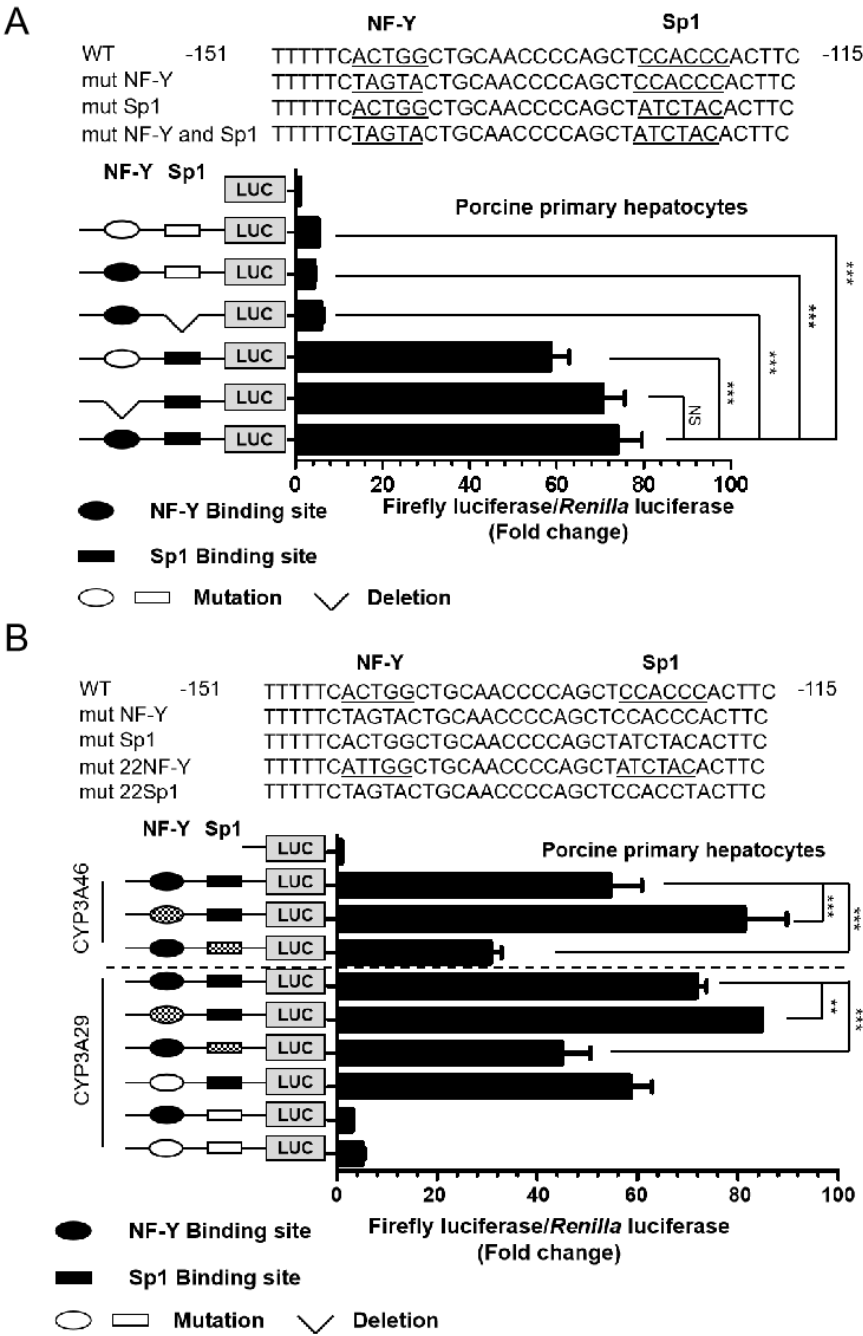 A
NF-Y Sp1
WT -151 TTTTTCACTGGCTGCAACCCCAGCTCCACCCACTTC -115
mut NF-Y TTTTTCTAGTACTGCAACCCCAGCTCCACCCACTTC
mut Sp1 TTTTTCACTGGCTGCAACCCCAGCTATCTACACTTC
mut NF-Y and Sp1 TTTTTCTAGTACTGCAACCCCAGCTATCTACACTTC
NF-Y Sp1
Porcine primary hepatocytes
LUC
LUC
LUC
LUC
LUC
LUC
LUC
NS
***
***
***
***
0 20 40 60 80 100
Firefly luciferase/Renilla luciferase
(Fold change)
NF-Y Binding site
Sp1 Binding site
Mutation Deletion
B
NF-Y Sp1
WT -151 TTTTTCACTGGCTGCAACCCCAGCTCCACCCACTTC -115
mut NF-Y TTTTTCTAGTACTGCAACCCCAGCTCCACCCACTTC
mut Sp1 TTTTTCACTGGCTGCAACCCCAGCTATCTACACTTC
mut 22NF-Y TTTTTCATTGGCTGCAACCCCAGCTATCTACACTTC
mut 22Sp1 TTTTTCTAGTACTGCAACCCCAGCTCCACCTACTTC
NF-Y Sp1
Porcine primary hepatocytes
CYP3A46
CYP3A29
LUC
LUC
LUC
LUC
LUC
LUC
LUC
LUC
LUC
LUC
***
***
**
***
0 20 40 60 80 100
Firefly luciferase/Renilla luciferase
(Fold change)
NF-Y Binding site
Sp1 Binding site
Mutation Deletion